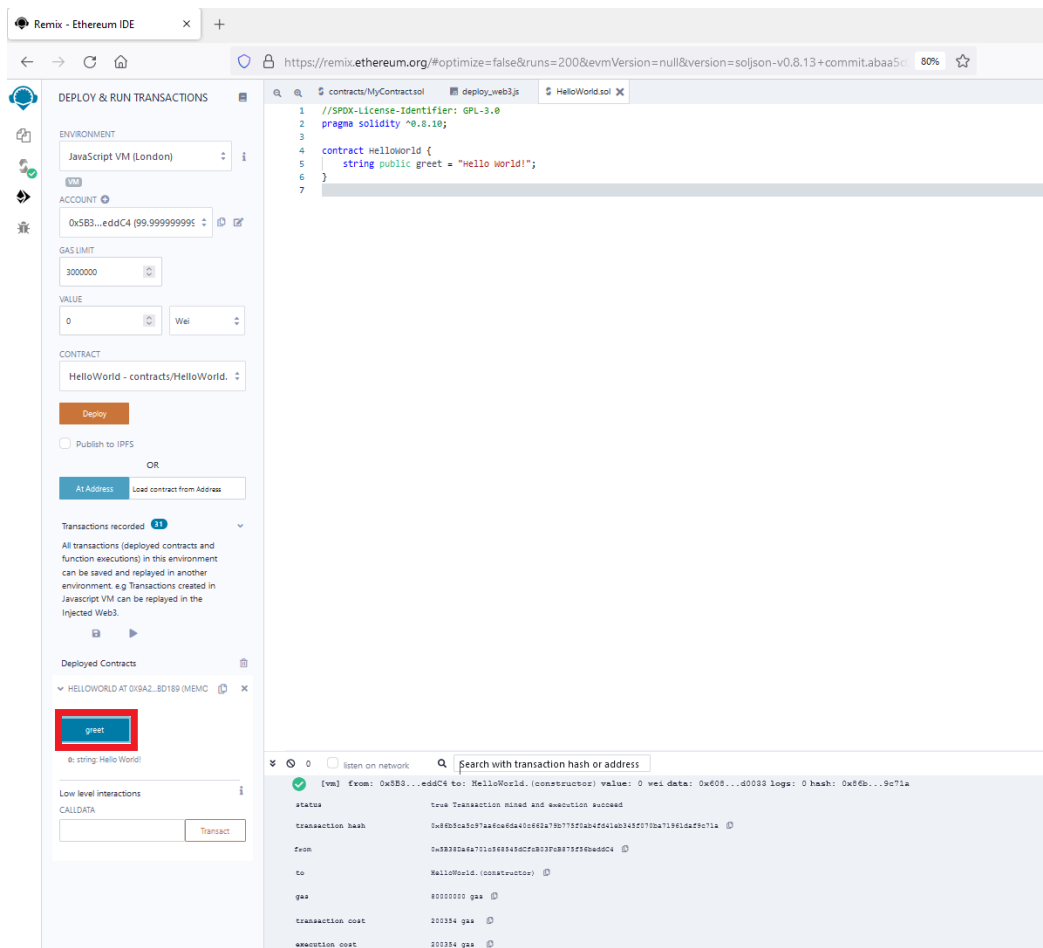 Remix - Ethereum IDE
https://remix.ethereum.org/#optimize=false&runs=200&evmVersion=null&version=soljson-v0.8.13+commit.abaa5c
80%
DEPLOY & RUN TRANSACTIONS
contracts/MyContract.sol
deploy_web3.js
HelloWorld.sol
1 //SPDX-License-Identifier: GPL-3.0
2 pragma solidity ^0.8.10;
3
4 contract HelloWorld {
5 string public greet = "Hello World!";
6 }
7
ENVIRONMENT
JavaScript VM (London)
VM
ACCOUNT
0x5B3...eddC4 (99.999999999
GAS LIMIT
3000000
VALUE
0
Wei
CONTRACT
HelloWorld - contracts/HelloWorld.
Deploy
Publish to IPFS
OR
At Address
Load contract from Address
Transactions recorded 31
All transactions (deployed contracts and
function executions) in this environment
can be saved and replayed in another
environment. e.g Transactions created in
Javascript VM can be replayed in the
Injected Web3.
Deployed Contracts
HELLOWORLD AT 0X9A2...BD189 (MEMO
greet
0: string: Hello World!
Low level interactions
CALLDATA
Transact
0
listen on network
Search with transaction hash or address
[vm] from: 0x5B3...eddC4 to: HelloWorld.(constructor) value: 0 wei data: 0x608...d0033 logs: 0 hash: 0x86b...9c71a
status true Transaction mined and execution succeed
transaction hash
from
to HelloWorld.(constructor)
gas 80000000 gas
transaction cost 200354 gas
execution cost 200354 gas